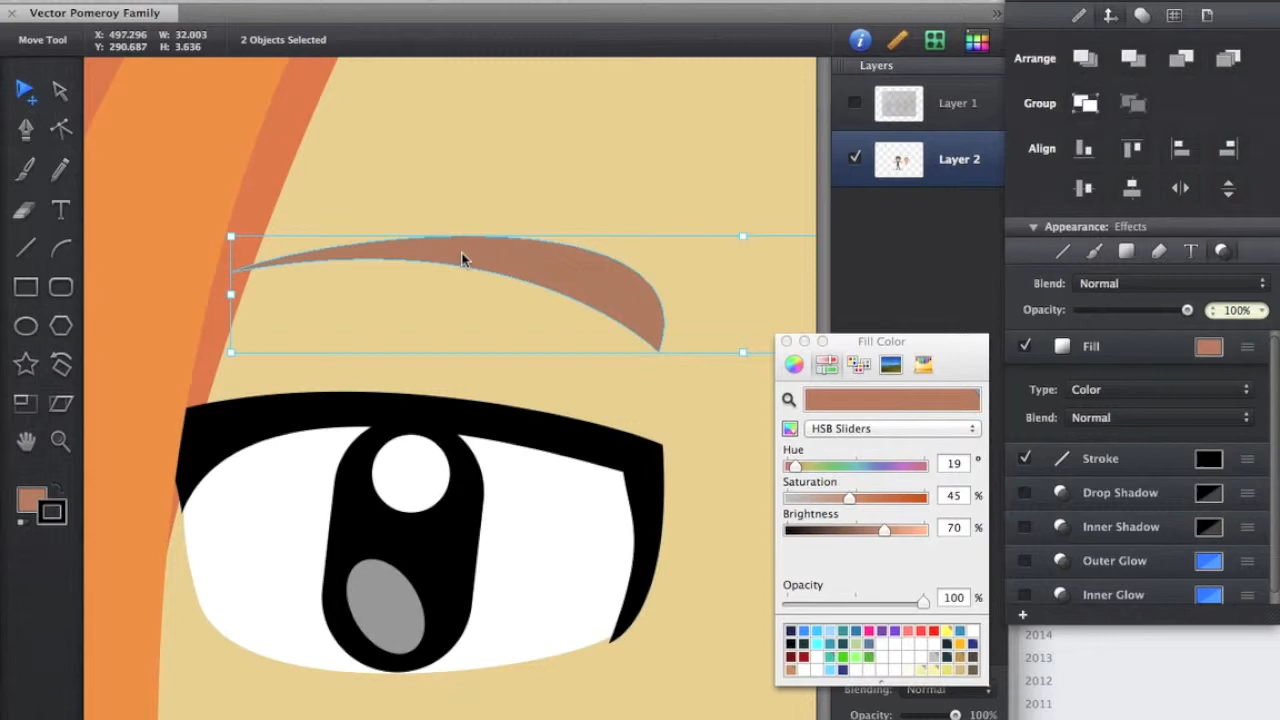 Vector Pomeroy Family
Move Tool
X: 497.296 W: 32.003
Y: 290.687 H: 3.636
2 Objects Selected
Layers
Layer 1
Layer 2
Arrange
Group
Align
Appearance: Effects
Blend: Normal
Opacity: 100%
Fill
Type: Color
Blend: Normal
Stroke
Drop Shadow
Inner Shadow
Outer Glow
Inner Glow
Fill Color
HSB Sliders
Hue
19 °
Saturation
45 %
Brightness
70 %
Opacity
100 %
Blending: Normal
Opacity: 100%
2014
2013
2012
2011